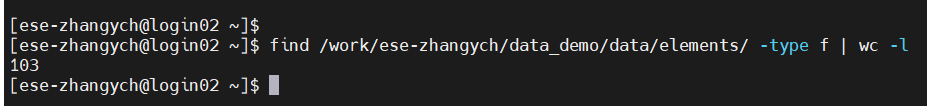 [ese-zhangych@login02 ~]$
[ese-zhangych@login02 ~]$ find /work/ese-zhangych/data_demo/data/elements/ -type f | wc -l
103
[ese-zhangych@login02 ~]$